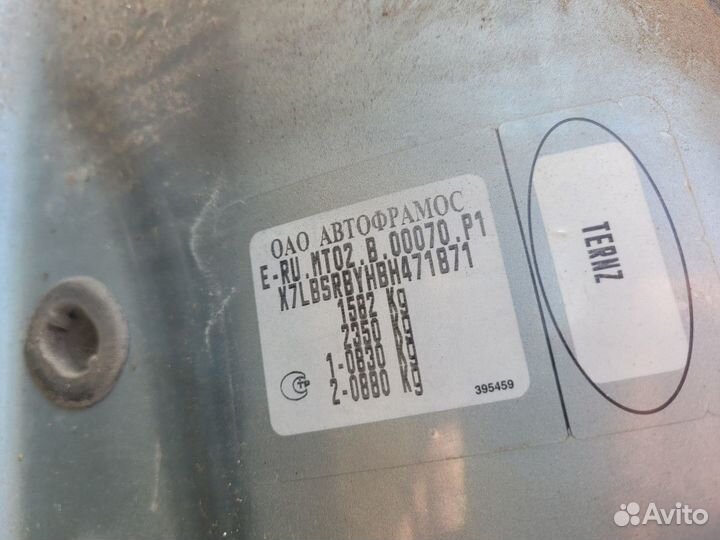 ОАО АВТОФРАМОС
E-RU.MT02.B.00070.P1
X7LBSRBYHBH471871
1582 Kg
2350 Kg
1-0830 Kg
2-0880 Kg
395459
TERNZ
Avito